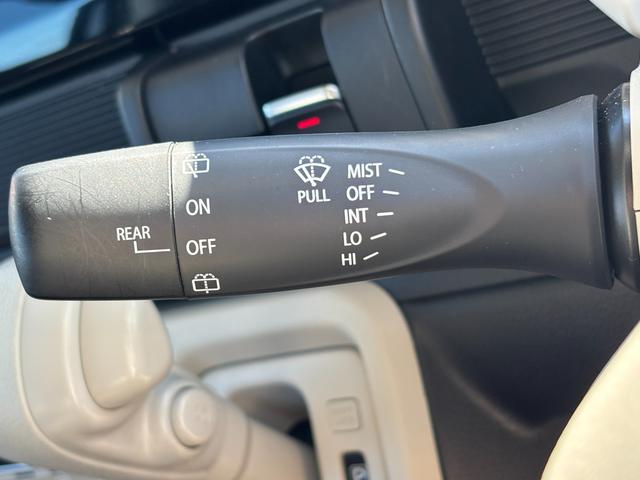 MIST
OFF
PULL
INT
LO
HI
ON
REAR
OFF